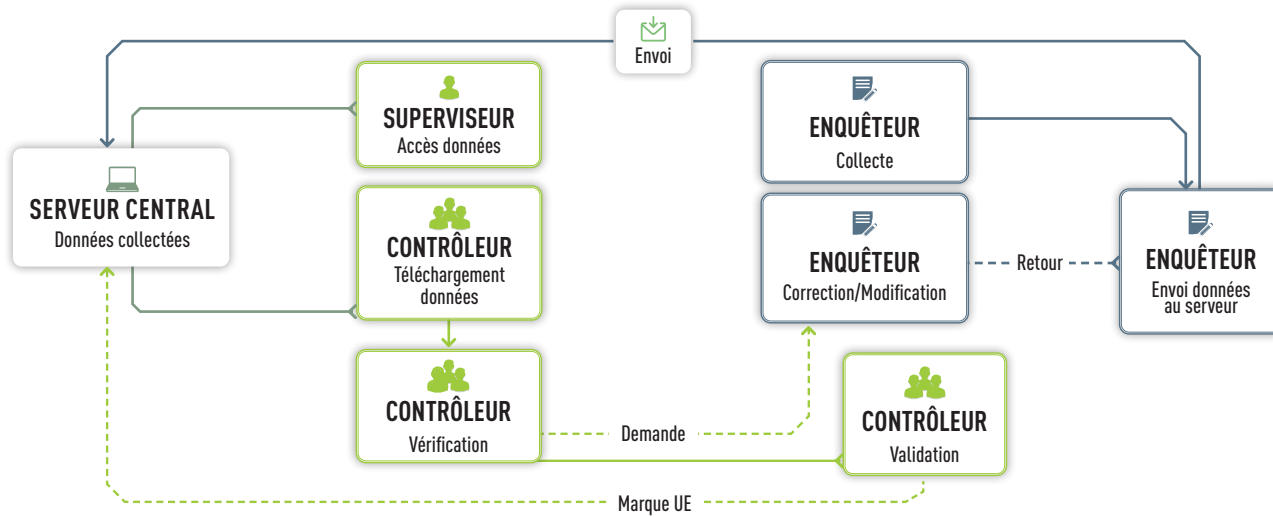 Envoi
SUPERVISEUR
Accès données
ENQUÊTEUR
Collecte
SERVEUR CENTRAL
Données collectées
CONTRÔLEUR
Téléchargement
données
ENQUÊTEUR
Correction/Modification
Retour
ENQUÊTEUR
Envoi données
au serveur
CONTRÔLEUR
Vérification
Demande
CONTRÔLEUR
Validation
Marque UE